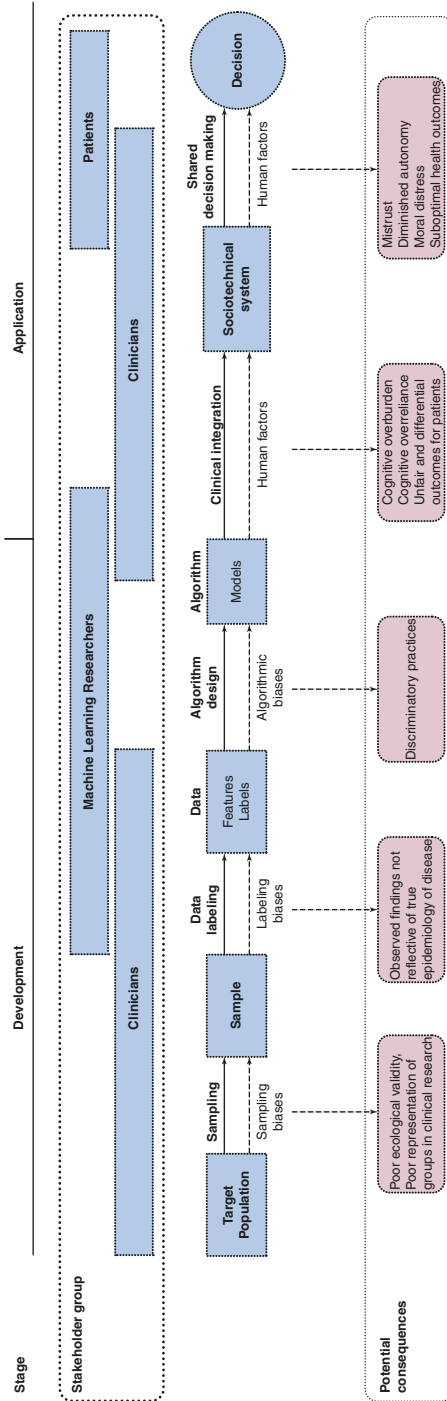 Stage
Development
Application
Stakeholder group
Machine Learning Researchers
Patients
Clinicians
Clinicians
Target
Population
Sampling
Sampling
biases
Sample
Data
labeling
Labeling
biases
Data
Features
Labels
Algorithm
design
Algorithmic
biases
Algorithm
Models
Clinical integration
Human factors
Sociotechnical
system
Shared
decision making
Human factors
Decision
Potential
consequences
Poor ecological validity,
Poor representation of
groups in clinical research
Observed findings not
reflective of true
epidemiology of disease
Discriminatory practices
Cognitive overburden
Cognitive overreliance
Unfair and differential
outcomes for patients
Mistrust
Diminished autonomy
Moral distress
Suboptimal health outcomes